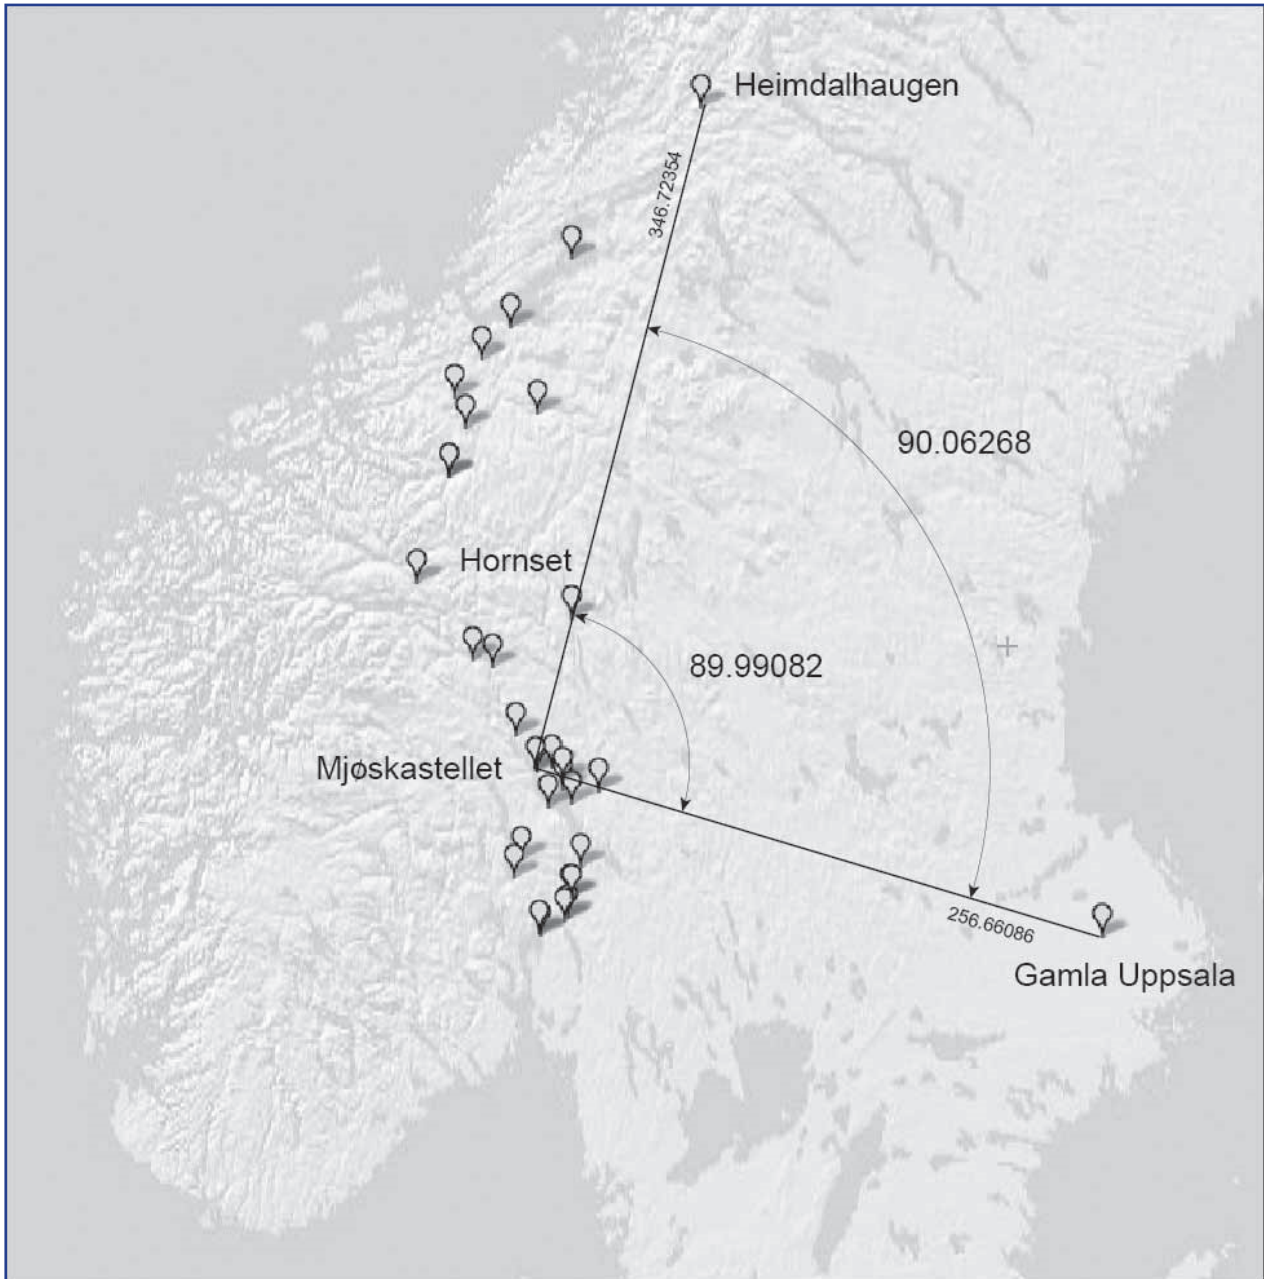 Heimdalhaugen
346.72354
90.06268
Hornset
89.99082
Mjøskastellet
256.66086
Gamla Uppsala